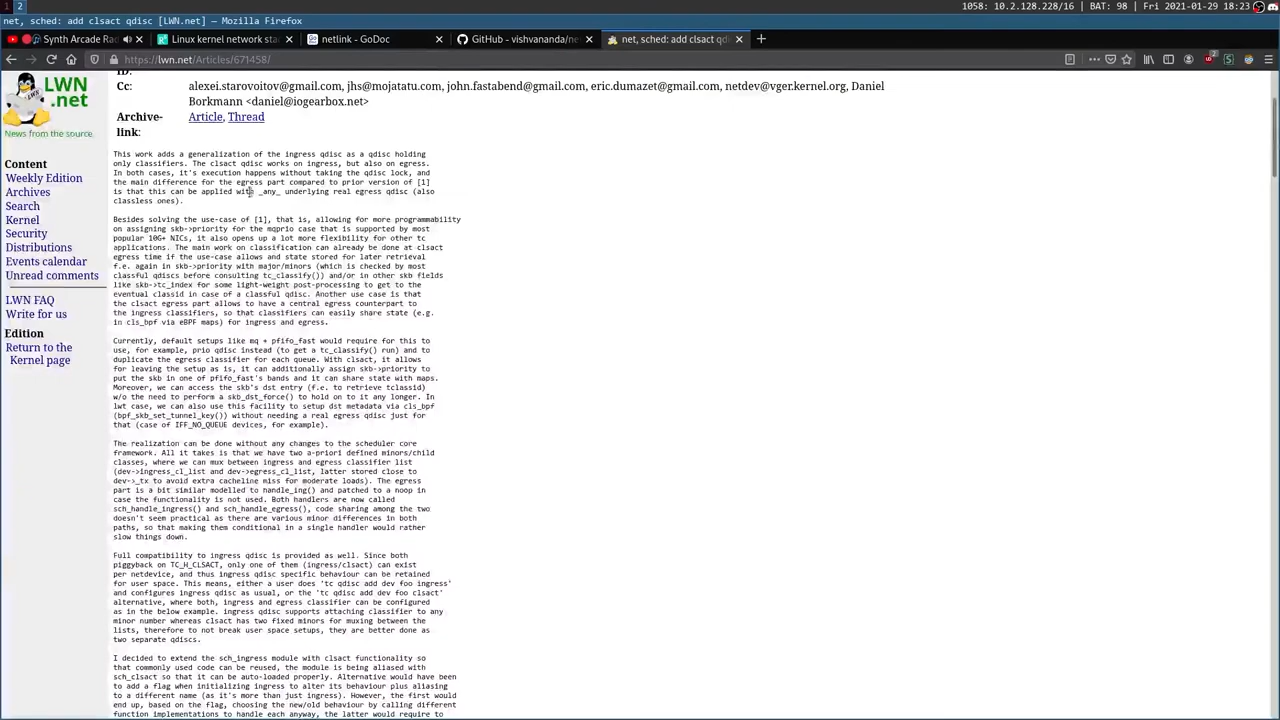 1 2 1058: 10.2.128.228/16 | BAT: 98 | Fri 2021-01-29 18:23
net, sched: add clsact qdisc [LWN.net] — Mozilla Firefox
Synth Arcade Rad Linux kernel network sta netlink - GoDoc GitHub - vishvananda/ne net, sched: add clsact qdi
https://lwn.net/Articles/671458/
LWN
.net
News from the source.
Content
Weekly Edition
Archives
Search
Kernel
Security
Distributions
Events calendar
Unread comments
LWN FAQ
Write for us
Edition
Return to the
Kernel page
ID:
Cc: alexei.starovoitov@gmail.com, jhs@mojatatu.com, john.fastabend@gmail.com, eric.dumazet@gmail.com, netdev@vger.kernel.org, Daniel
Borkmann <daniel@iogearbox.net>
Archive-
link:
Article, Thread
This work adds a generalization of the ingress qdisc as a qdisc holding
only classifiers. The clsact qdisc works on ingress, but also on egress.
In both cases, it's execution happens without taking the qdisc lock, and
the main difference for the egress part compared to prior version of [1]
is that this can be applied with _any_ underlying real egress qdisc (also
classless ones).
Besides solving the use-case of [1], that is, allowing for more programmability
on assigning skb->priority for the mqprio case that is supported by most
popular 10G+ NICs, it also opens up a lot more flexibility for other tc
applications. The main work on classification can already be done at clsact
egress time if the use-case allows and state stored for later retrieval
f.e. again in skb->priority with major/minors (which is checked by most
classful qdiscs before consulting tc_classify()) and/or in other skb fields
like skb->tc_index for some light-weight post-processing to get to the
eventual classid in case of a classful qdisc. Another use case is that
the clsact egress part allows to have a central egress counterpart to
the ingress classifiers, so that classifiers can easily share state (e.g.
in cls_bpf via eBPF maps) for ingress and egress.
Currently, default setups like mq + pfifo_fast would require for this to
use, for example, prio qdisc instead (to get a tc_classify() run) and to
duplicate the egress classifier for each queue. With clsact, it allows
for leaving the setup as is, it can additionally assign skb->priority to
put the skb in one of pfifo_fast's bands and it can share state with maps.
Moreover, we can access the skb's dst entry (f.e. to retrieve tclassid)
w/o the need to perform a skb_dst_force() to hold on to it any longer. In
lwt case, we can also use this facility to setup dst metadata via cls_bpf
(bpf_skb_set_tunnel_key()) without needing a real egress qdisc just for
that (case of IFF_NO_QUEUE devices, for example).
The realization can be done without any changes to the scheduler core
framework. All it takes is that we have two a-priori defined minors/child
classes, where we can mux between ingress and egress classifier list
(dev->ingress_cl_list and dev->egress_cl_list, latter stored close to
dev->_tx to avoid extra cacheline miss for moderate loads). The egress
part is a bit similar modelled to handle_ing() and patched to a noop in
case the functionality is not used. Both handlers are now called
sch_handle_ingress() and sch_handle_egress(), code sharing among the two
doesn't seem practical as there are various minor differences in both
paths, so that making them conditional in a single handler would rather
slow things down.
Full compatibility to ingress qdisc is provided as well. Since both
piggyback on TC_H_CLSACT, only one of them (ingress/clsact) can exist
per netdevice, and thus ingress qdisc specific behaviour can be retained
for user space. This means, either a user does 'tc qdisc add dev foo ingress'
and configures ingress qdisc as usual, or the 'tc qdisc add dev foo clsact'
alternative, where both, ingress and egress classifier can be configured
as in the below example. ingress qdisc supports attaching classifier to any
minor number whereas clsact has two fixed minors for muxing between the
lists, therefore to not break user space setups, they are better done as
two separate qdiscs.
I decided to extend the sch_ingress module with clsact functionality so
that commonly used code can be reused, the module is being aliased with
sch_clsact so that it can be auto-loaded properly. Alternative would have been
to add a flag when initializing ingress to alter its behaviour plus aliasing
to a different name (as it's more than just ingress). However, the first would
end up, based on the flag, choosing the new/old behaviour by calling different
function implementations to handle each anyway, the latter would require to